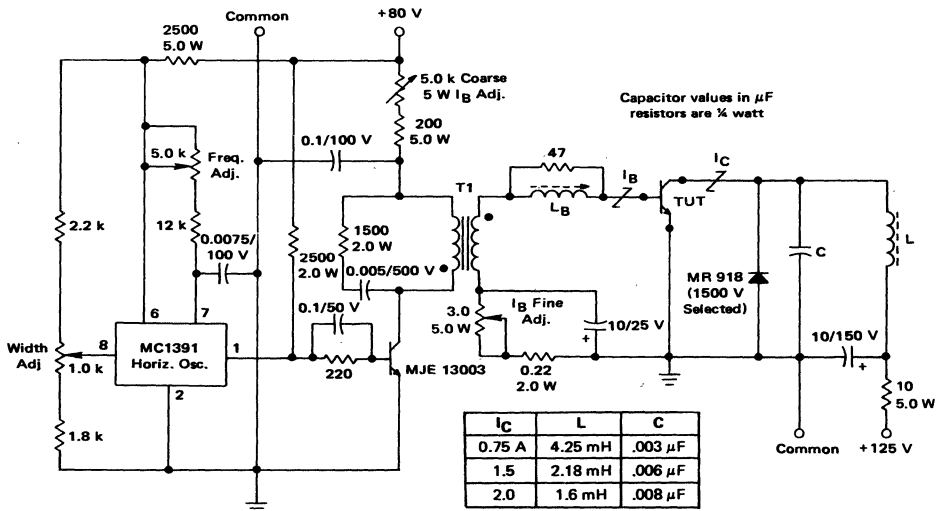 Common
+80 V
2500
5.0 W
5.0 k Coarse
5 W I_B Adj.
200
5.0 W
0.1/100 V
Capacitor values in μF
resistors are ¼ watt
5.0 k
Freq.
Adj.
47
I_B
I_C
T1
L_B
TUT
2.2 k
12 k
0.0075/
100 V
2500
2.0 W
1500
2.0 W
0.005/500 V
C
L
MR 918
(1500 V
Selected)
0.1/50 V
3.0
5.0 W
I_B Fine
Adj.
10/25 V
+
10/150 V
+
6
7
8
1
2
MC1391
Horiz. Osc.
Width
Adj
1.0 k
220
MJE 13003
0.22
2.0 W
10
5.0 W
1.8 k
Common
+125 V
I_C L C
0.75 A 4.25 mH .003 μF
1.5 2.18 mH .006 μF
2.0 1.6 mH .008 μF